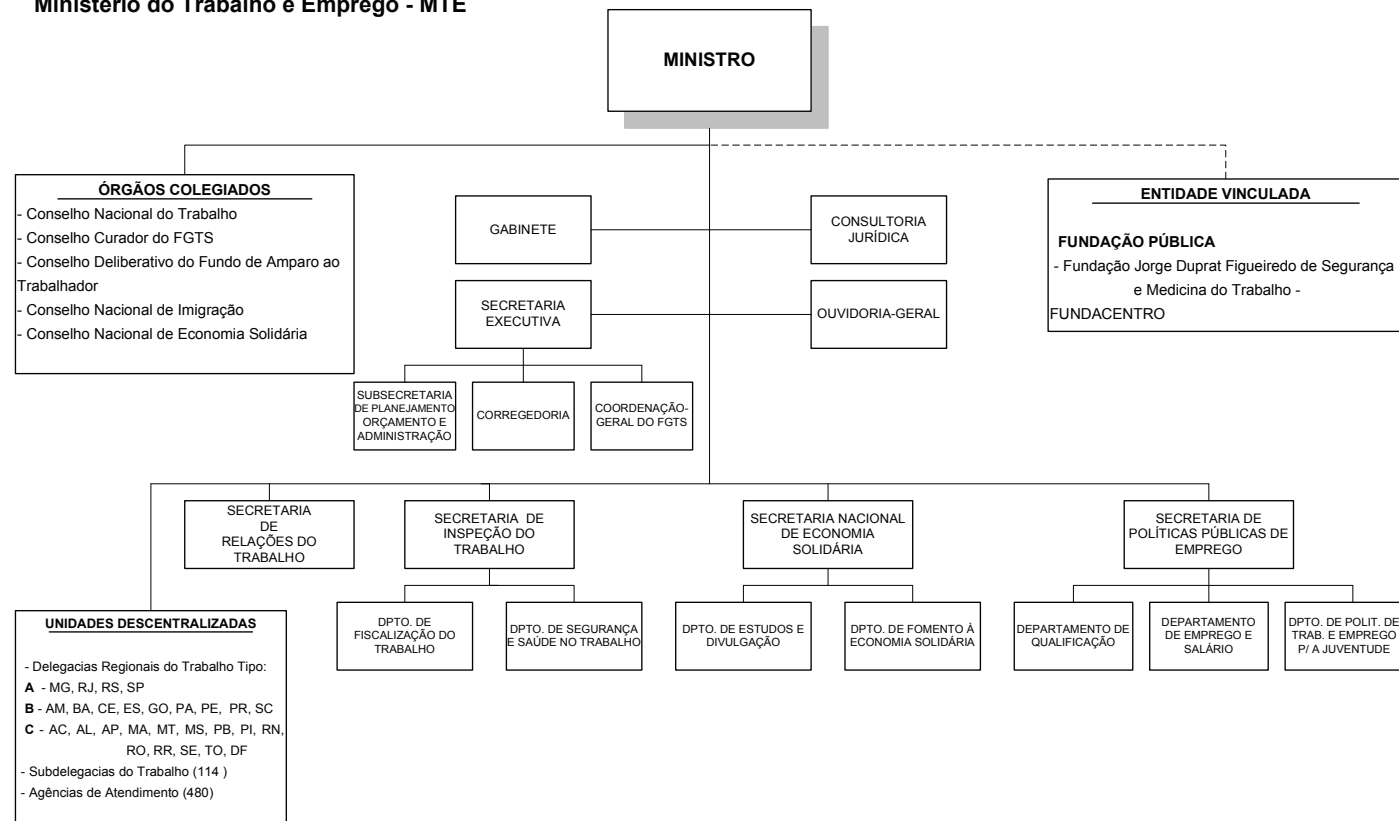 Ministério do Trabalho e Emprego - MTE
MINISTRO
ÓRGÃOS COLEGIADOS
- Conselho Nacional do Trabalho
- Conselho Curador do FGTS
- Conselho Deliberativo do Fundo de Amparo ao
Trabalhador
- Conselho Nacional de Imigração
- Conselho Nacional de Economia Solidária
GABINETE
CONSULTORIA
JURÍDICA
ENTIDADE VINCULADA
FUNDAÇÃO PÚBLICA
- Fundação Jorge Duprat Figueiredo de Segurança
e Medicina do Trabalho -
FUNDACENTRO
SECRETARIA
EXECUTIVA
OUVIDORIA-GERAL
SUBSECRETARIA
DE PLANEJAMENTO
ORÇAMENTO E
ADMINISTRAÇÃO
CORREGEDORIA
COORDENAÇÃO-
GERAL DO FGTS
SECRETARIA
DE
RELAÇÕES DO
TRABALHO
SECRETARIA DE
INSPEÇÃO DO
TRABALHO
SECRETARIA NACIONAL
DE ECONOMIA
SOLIDÁRIA
SECRETARIA DE
POLÍTICAS PÚBLICAS DE
EMPREGO
UNIDADES DESCENTRALIZADAS
- Delegacias Regionais do Trabalho Tipo:
A - MG, RJ, RS, SP
B - AM, BA, CE, ES, GO, PA, PE, PR, SC
C - AC, AL, AP, MA, MT, MS, PB, PI, RN,
RO, RR, SE, TO, DF
- Subdelegacias do Trabalho (114 )
- Agências de Atendimento (480)
DPTO. DE
FISCALIZAÇÃO DO
TRABALHO
DPTO. DE SEGURANÇA
E SAÚDE NO TRABALHO
DPTO. DE ESTUDOS E
DIVULGAÇÃO
DPTO. DE FOMENTO À
ECONOMIA SOLIDÁRIA
DEPARTAMENTO DE
QUALIFICAÇÃO
DEPARTAMENTO
DE EMPREGO E
SALÁRIO
DPTO. DE POLIT. DE
TRAB. E EMPREGO
P/ A JUVENTUDE